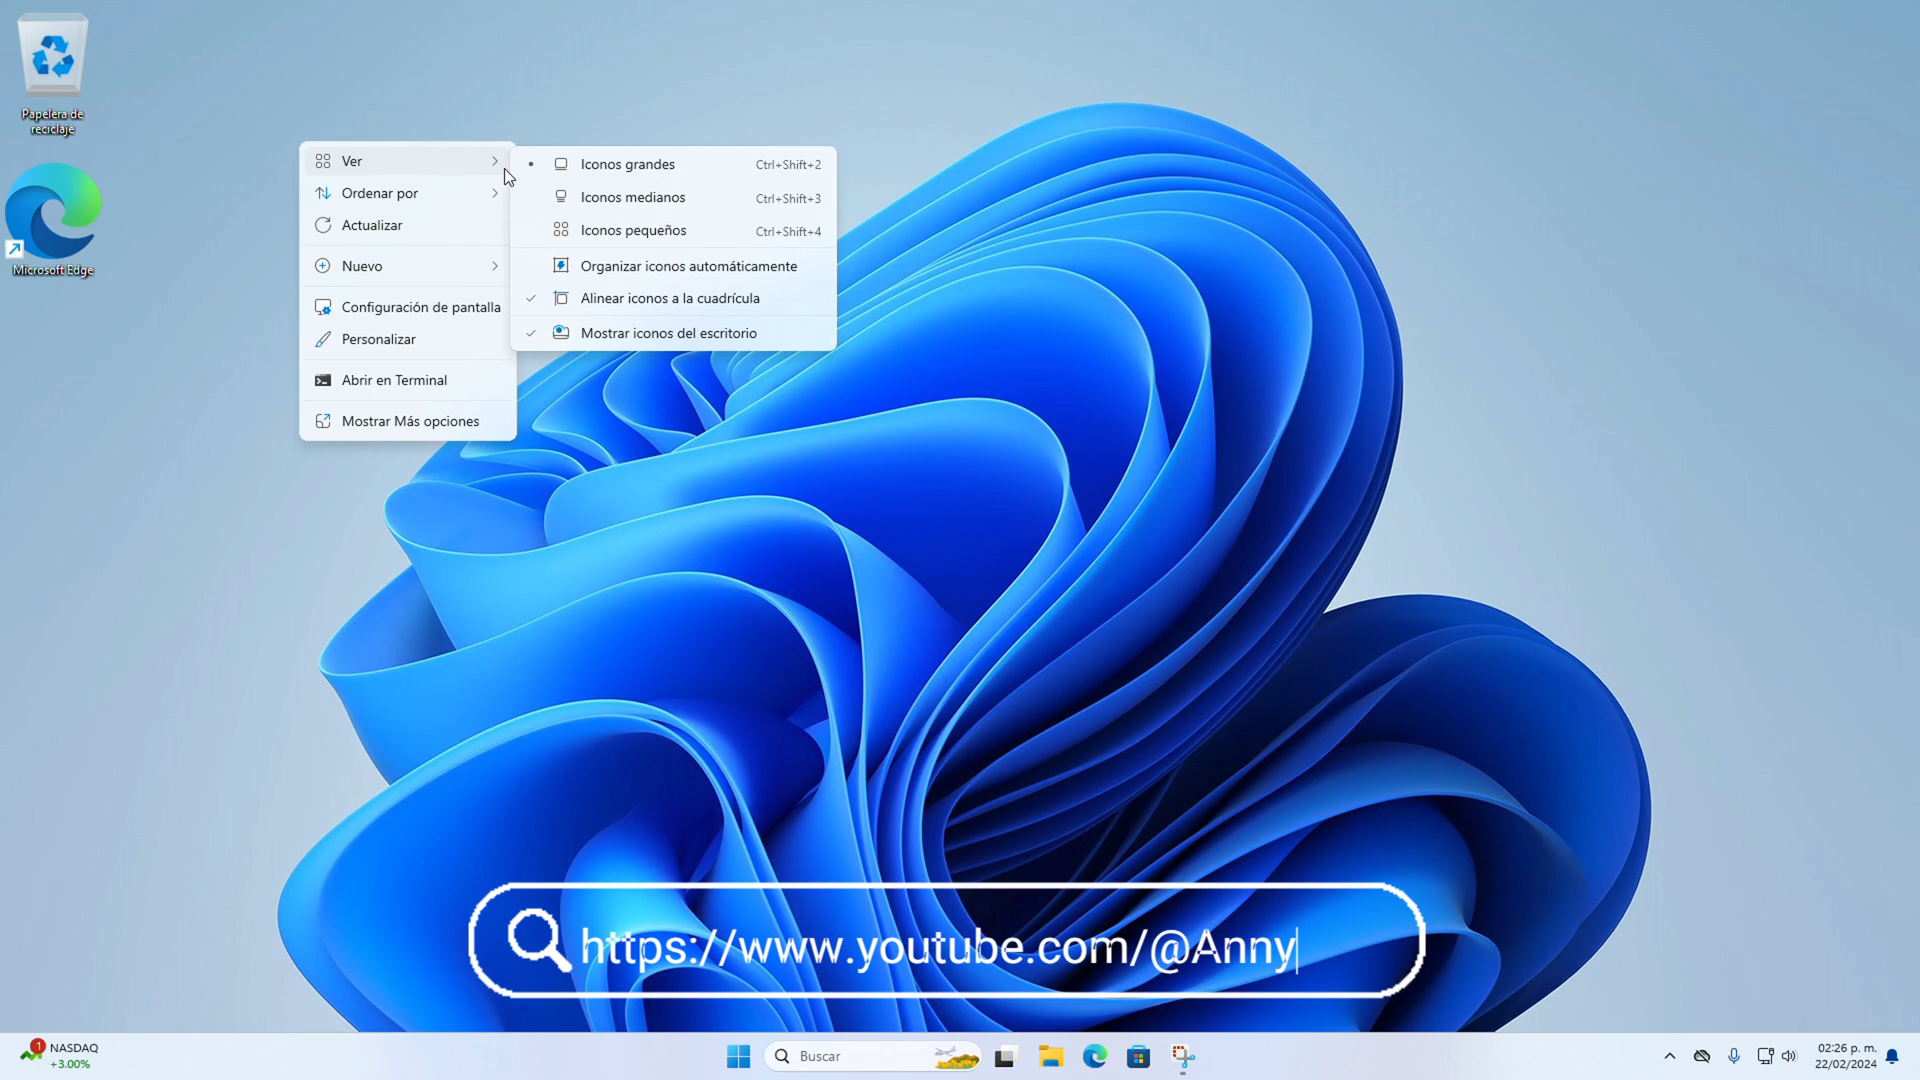 Papelera de
reciclaje
Microsoft Edge
Ver
Ordenar por
Actualizar
Nuevo
Configuración de pantalla
Personalizar
Abrir en Terminal
Mostrar Más opciones
Iconos grandes Ctrl+Shift+2
Iconos medianos Ctrl+Shift+3
Iconos pequeños Ctrl+Shift+4
Organizar iconos automáticamente
Alinear iconos a la cuadrícula
Mostrar iconos del escritorio
https://www.youtube.com/@Anny
1
NASDAQ
+3.00%
Buscar
02:26 p. m.
22/02/2024